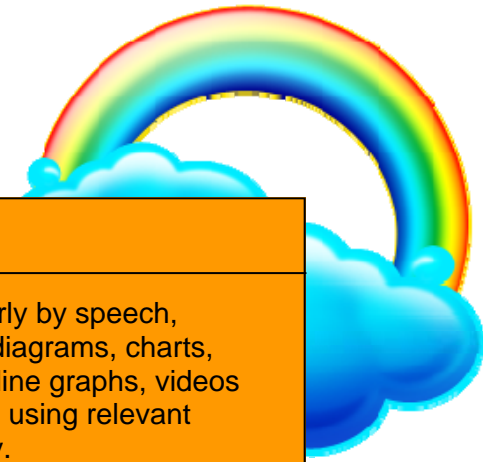 rly by speech,
diagrams, charts,
line graphs, videos
using relevant